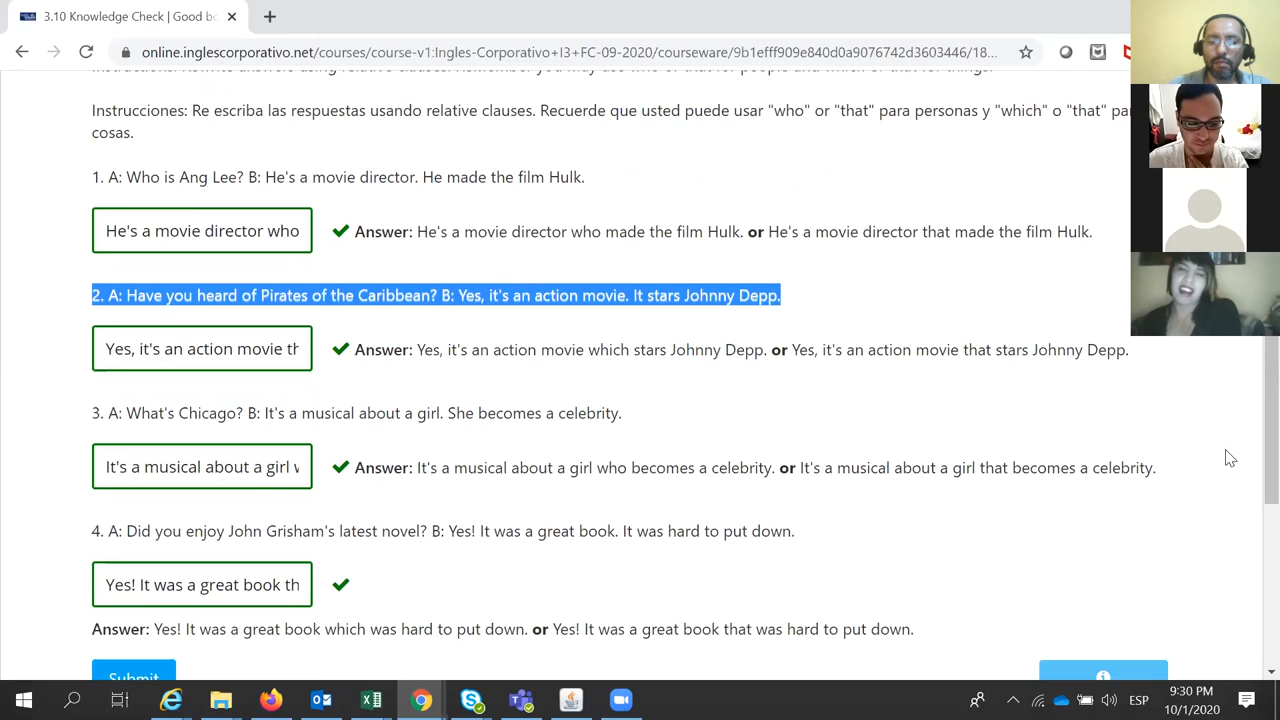 3.10 Knowledge Check | Good bo
online.inglescorporativo.net/courses/course-v1:Ingles-Corporativo+I3+FC-09-2020/courseware/9b1efff909e840d0a9076742d3603446/18...
Instrucciones: Re escriba las respuestas usando relative clauses. Recuerde que usted puede usar "who" or "that" para personas y "which" o "that" par
cosas.
1. A: Who is Ang Lee? B: He's a movie director. He made the film Hulk.
He's a movie director who
Answer: He's a movie director who made the film Hulk. or He's a movie director that made the film Hulk.
2. A: Have you heard of Pirates of the Caribbean? B: Yes, it's an action movie. It stars Johnny Depp.
Yes, it's an action movie th
Answer: Yes, it's an action movie which stars Johnny Depp. or Yes, it's an action movie that stars Johnny Depp.
3. A: What's Chicago? B: It's a musical about a girl. She becomes a celebrity.
It's a musical about a girl
Answer: It's a musical about a girl who becomes a celebrity. or It's a musical about a girl that becomes a celebrity.
4. A: Did you enjoy John Grisham's latest novel? B: Yes! It was a great book. It was hard to put down.
Yes! It was a great book th
Answer: Yes! It was a great book which was hard to put down. or Yes! It was a great book that was hard to put down.
Submit
ESP
9:30 PM
10/1/2020